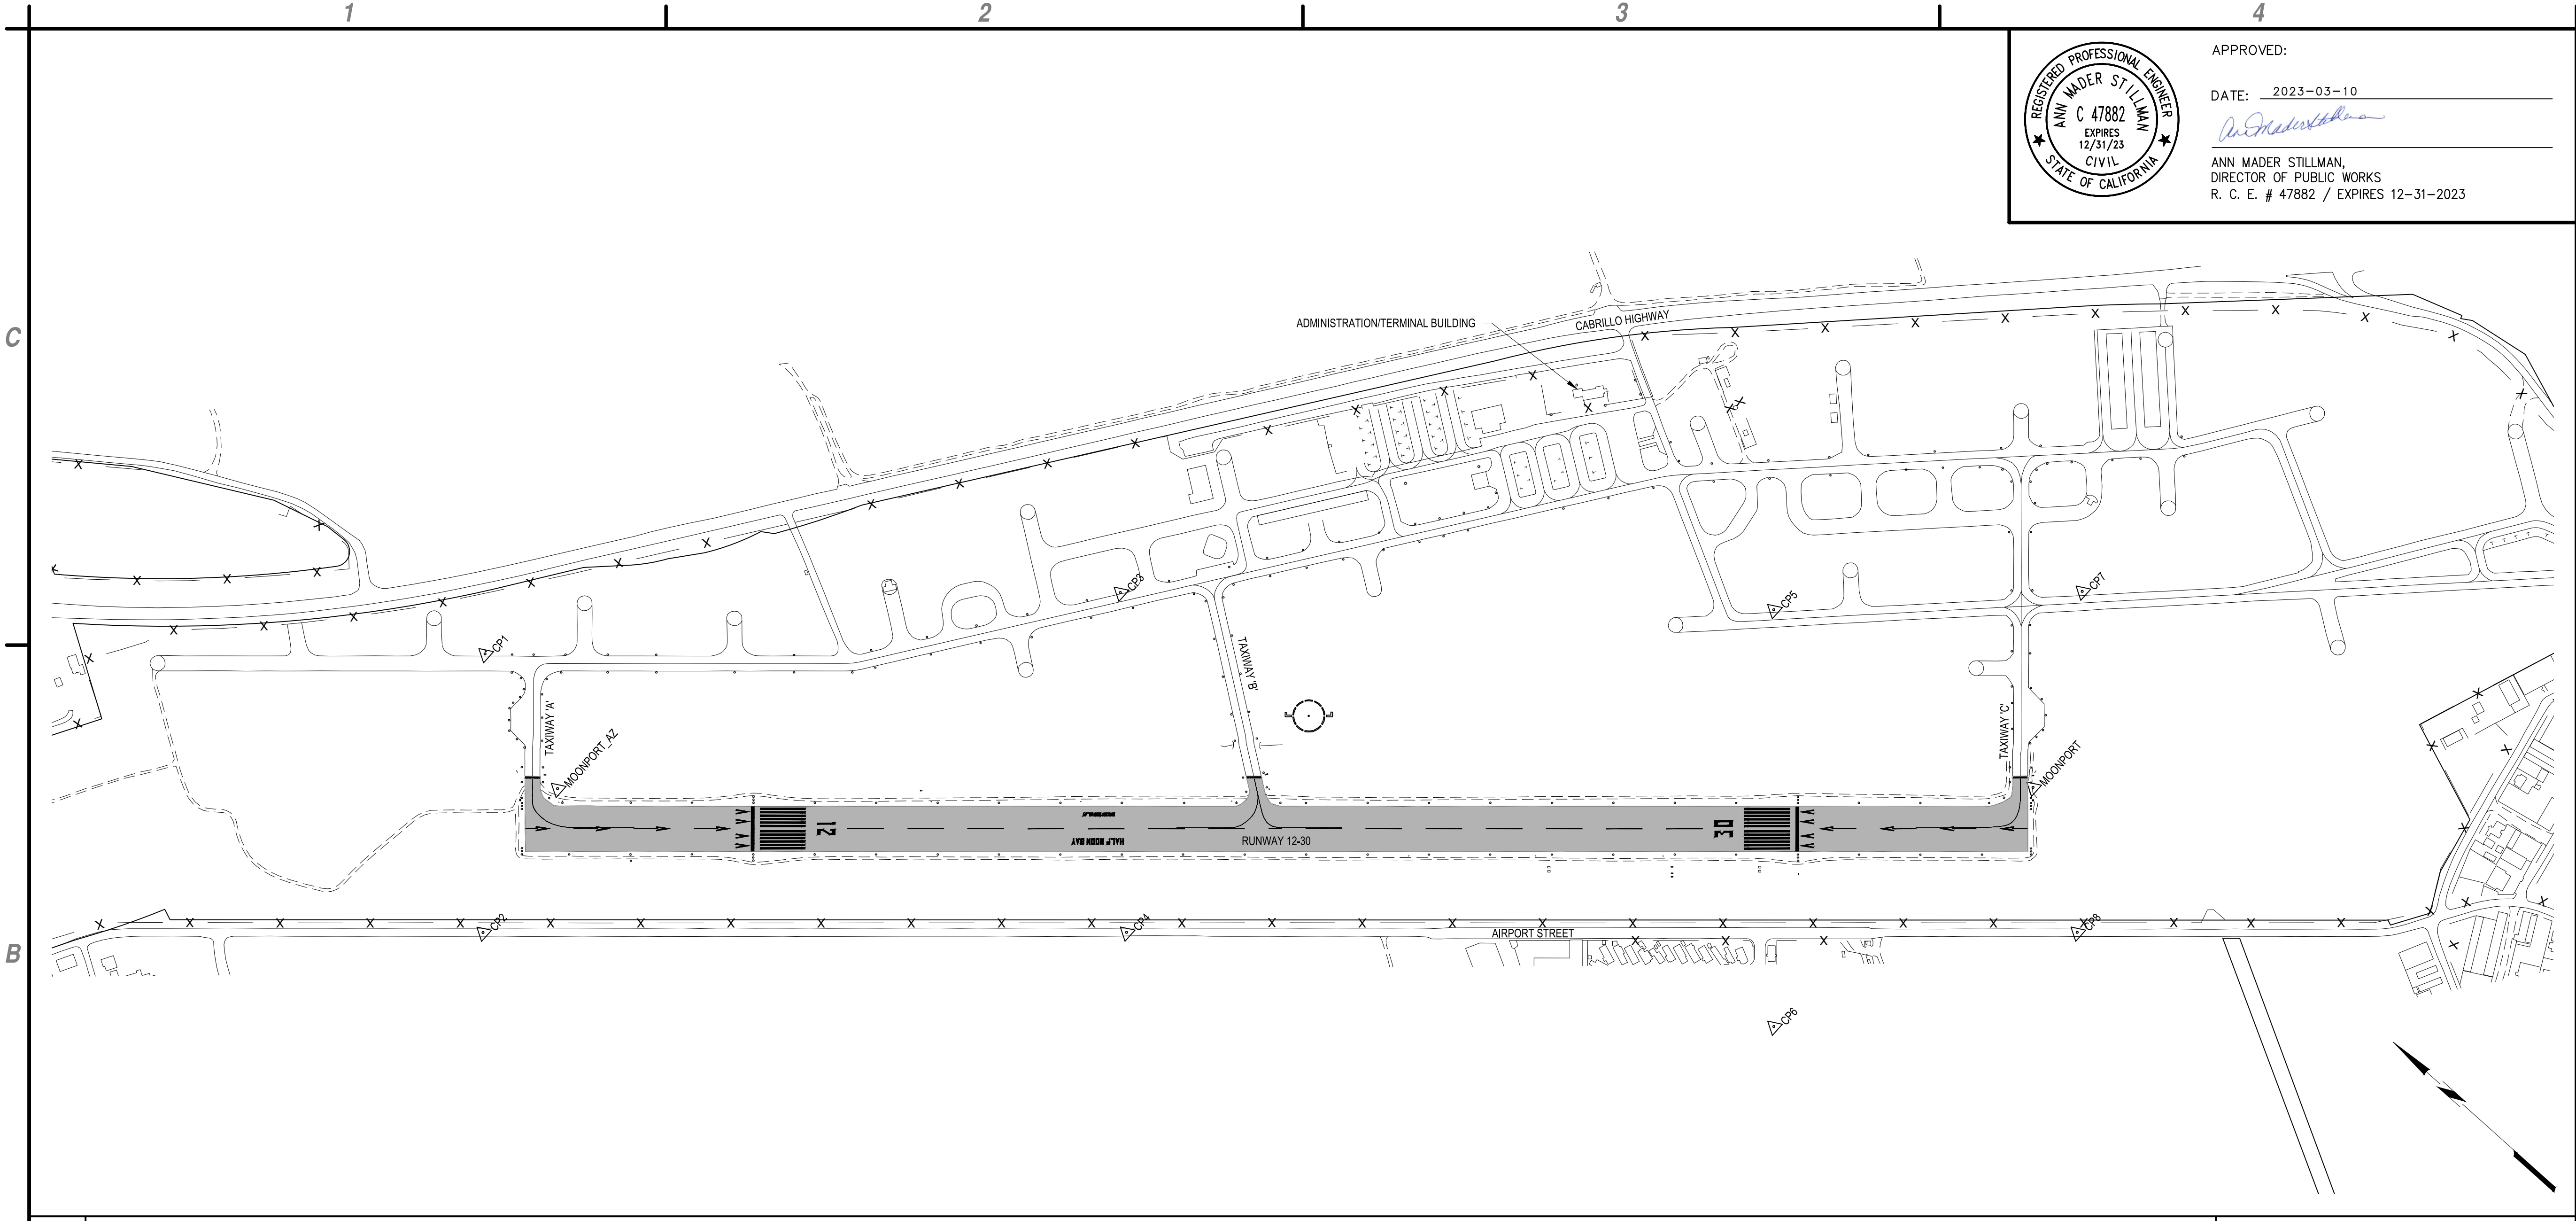 1
2
3
4
REGISTERED PROFESSIONAL ENGINEER
ANN MADER STILLMAN
C 47882
EXPIRES
12/31/23
CIVIL
STATE OF CALIFORNIA
APPROVED:
DATE: 2023-03-10
ANN MADER STILLMAN,
DIRECTOR OF PUBLIC WORKS
R. C. E. # 47882 / EXPIRES 12-31-2023
C
ADMINISTRATION/TERMINAL BUILDING
CABRILLO HIGHWAY
CP3
CP5
CP7
CP1
TAXIWAY 'A'
TAXIWAY 'B'
TAXIWAY 'C'
MOONPORT_AZ
MOONPORT
12
HALF MOON BAY
RUNWAY 12-30
30
CP2
CP4
AIRPORT STREET
CP8
B
CP6